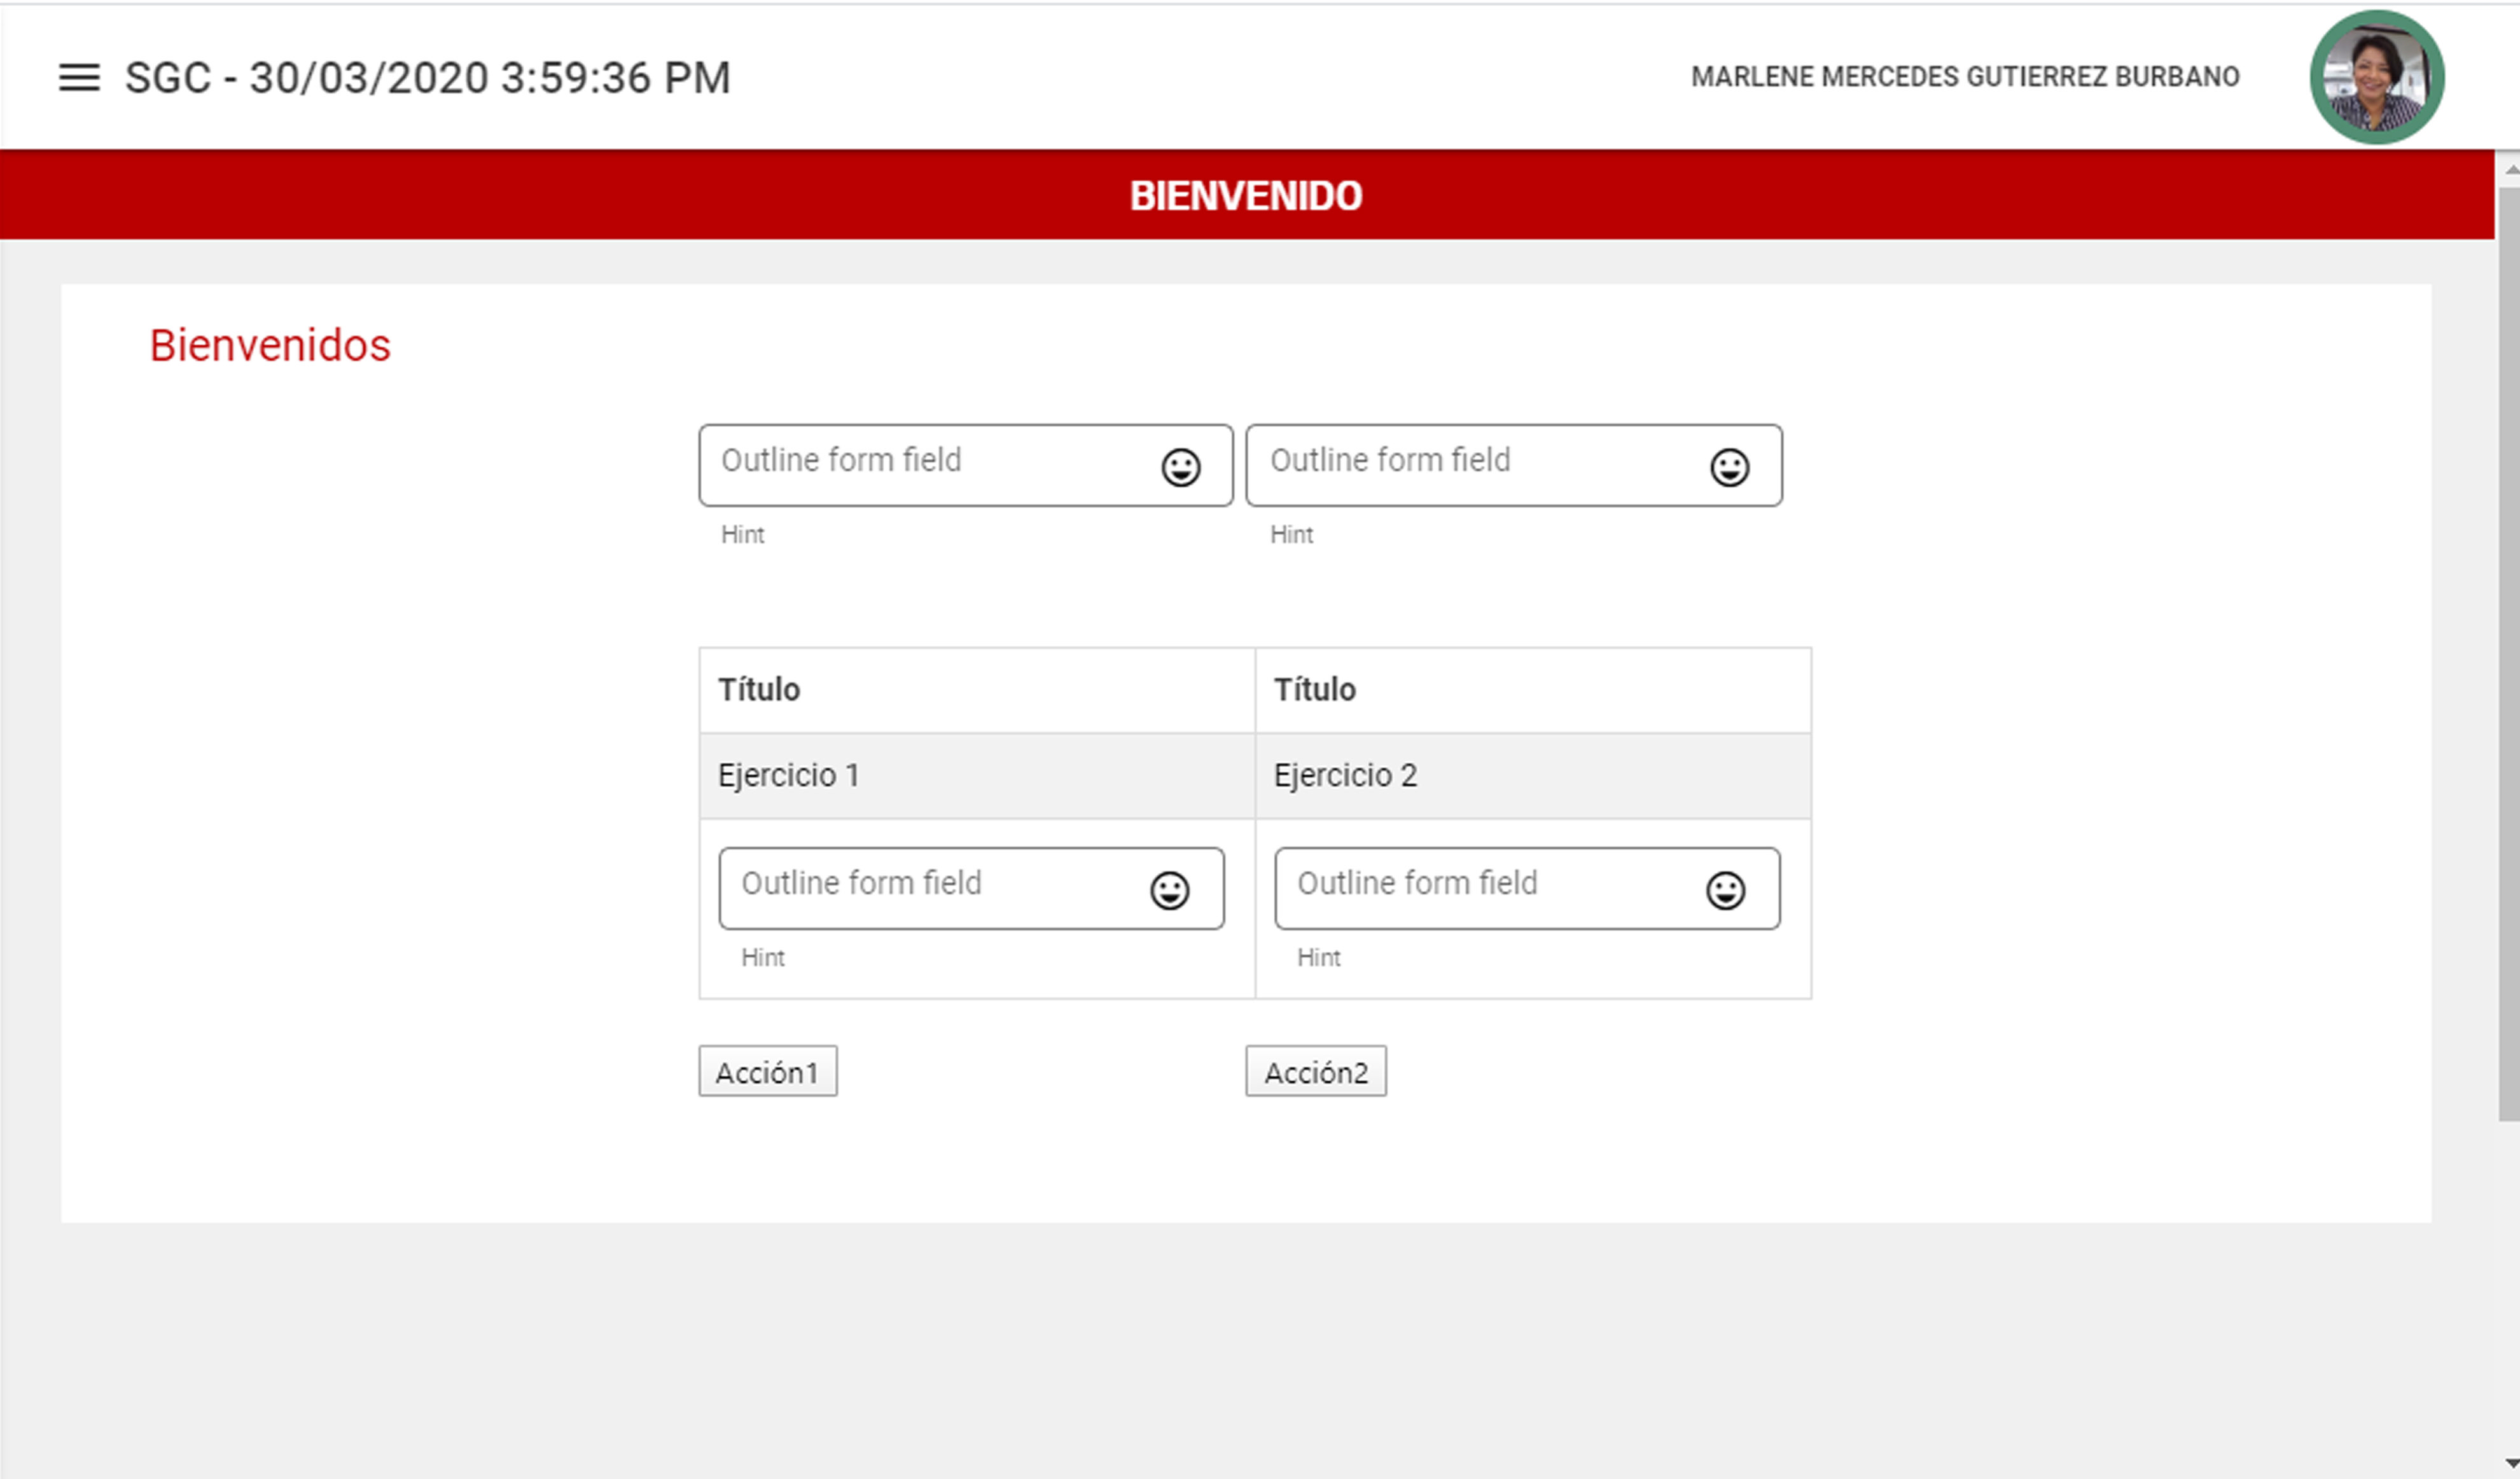 SGC - 30/03/2020 3:59:36 PM
MARLENE MERCEDES GUTIERREZ BURBANO
BIENVENIDO
Bienvenidos
Outline form field Outline form field
Hint Hint
Título Título
Ejercicio 1 Ejercicio 2
Outline form field Outline form field
Hint Hint
Acción1 Acción2